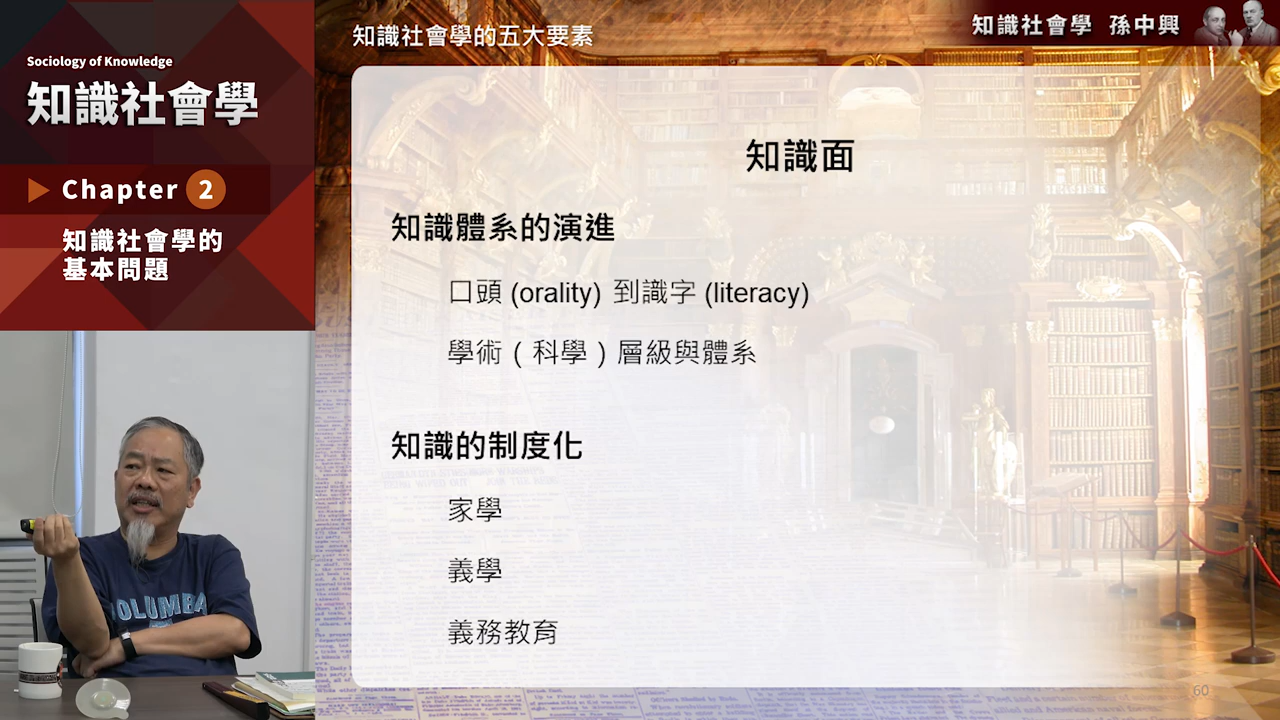 Sociology of Knowledge
知識社會學
Chapter 2
知識社會學的
基本問題
知識社會學的五大要素
知識社會學 孫中興
知識面
知識體系的演進
口頭 (orality) 到識字 (literacy)
學術（科學）層級與體系
知識的制度化
家學
義學
義務教育
60